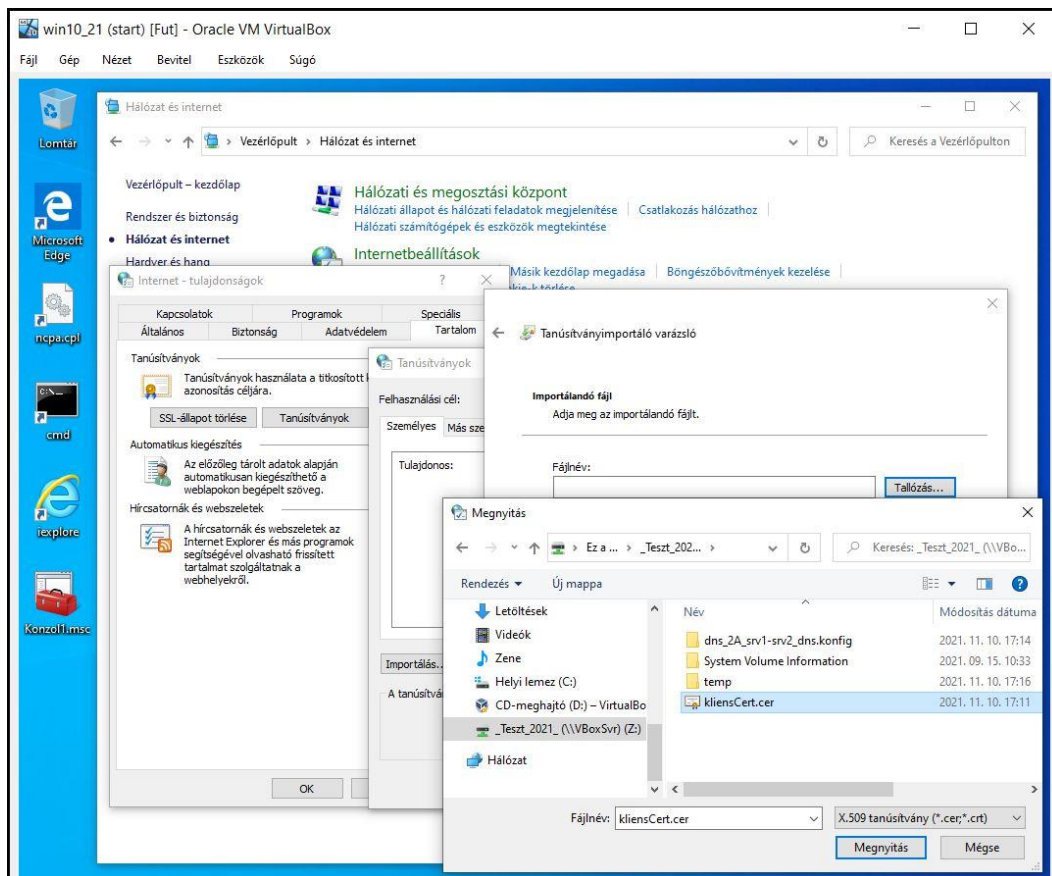 win10_21 (start) [Fut] - Oracle VM VirtualBox
Fájl Gép Nézet Bevitel Eszközök Súgó
Lomtár
Microsoft
Edge
ncpa.cpl
C:\_
cmd
iexplore
Konzol1.msc
Hálózat és internet
Vezérlőpult › Hálózat és internet
Keresés a Vezérlőpulton
Vezérlőpult – kezdőlap
Rendszer és biztonság
Hálózat és internet
Hardver és hang
Hálózati és megosztási központ
Hálózati állapot és hálózati feladatok megjelenítése
Csatlakozás hálózathoz
Hálózati számítógépek és eszközök megtekintése
Internetbeállítások
Másik kezdőlap megadása
Böngészőbővítmények kezelése
Internet - tulajdonságok
?
Kapcsolatok Programok Speciális
Általános Biztonság Adatvédelem Tartalom
Tanúsítványok
Tanúsítványok használata a titkosított
azonosítás céljára.
SSL-állapot törlése
Tanúsítványok
Automatikus kiegészítés
Az előzőleg tárolt adatok alapján
automatikusan kiegészíthető a
weblapokon begépelt szöveg.
Hírcsatornák és webszeletek
A hírcsatornák és webszeletek az
Internet Explorer és más programok
segítségével olvasható frissített
tartalmat szolgáltatnak a
webhelyekről.
OK
Tanúsítványok
Felhasználási cél:
Személyes Más sze
Tulajdonos:
Importálás..
A tanúsítvá
Tanúsítványimportáló varázsló
Importálandó fájl
Adja meg az importálandó fájlt.
Fájlnév:
Tallózás...
Megnyitás
Ez a ... › _Teszt_202... ›
Keresés: _Teszt_2021_ (\\VBo...
Rendezés Új mappa
?
Letöltések
Videók
Zene
Helyi lemez (C:)
CD-meghajtó (D:) – VirtualBo
_Teszt_2021_ (\\VBoxSvr) (Z:)
Hálózat
Név Módosítás dátuma
dns_2A_srv1-srv2_dns.konfig 2021. 11. 10. 17:14
System Volume Information 2021. 09. 15. 10:33
temp 2021. 11. 10. 17:16
kliensCert.cer 2021. 11. 10. 17:11
Fájlnév: kliensCert.cer
X.509 tanúsítvány (*.cer;*.crt)
Megnyitás
Mégse